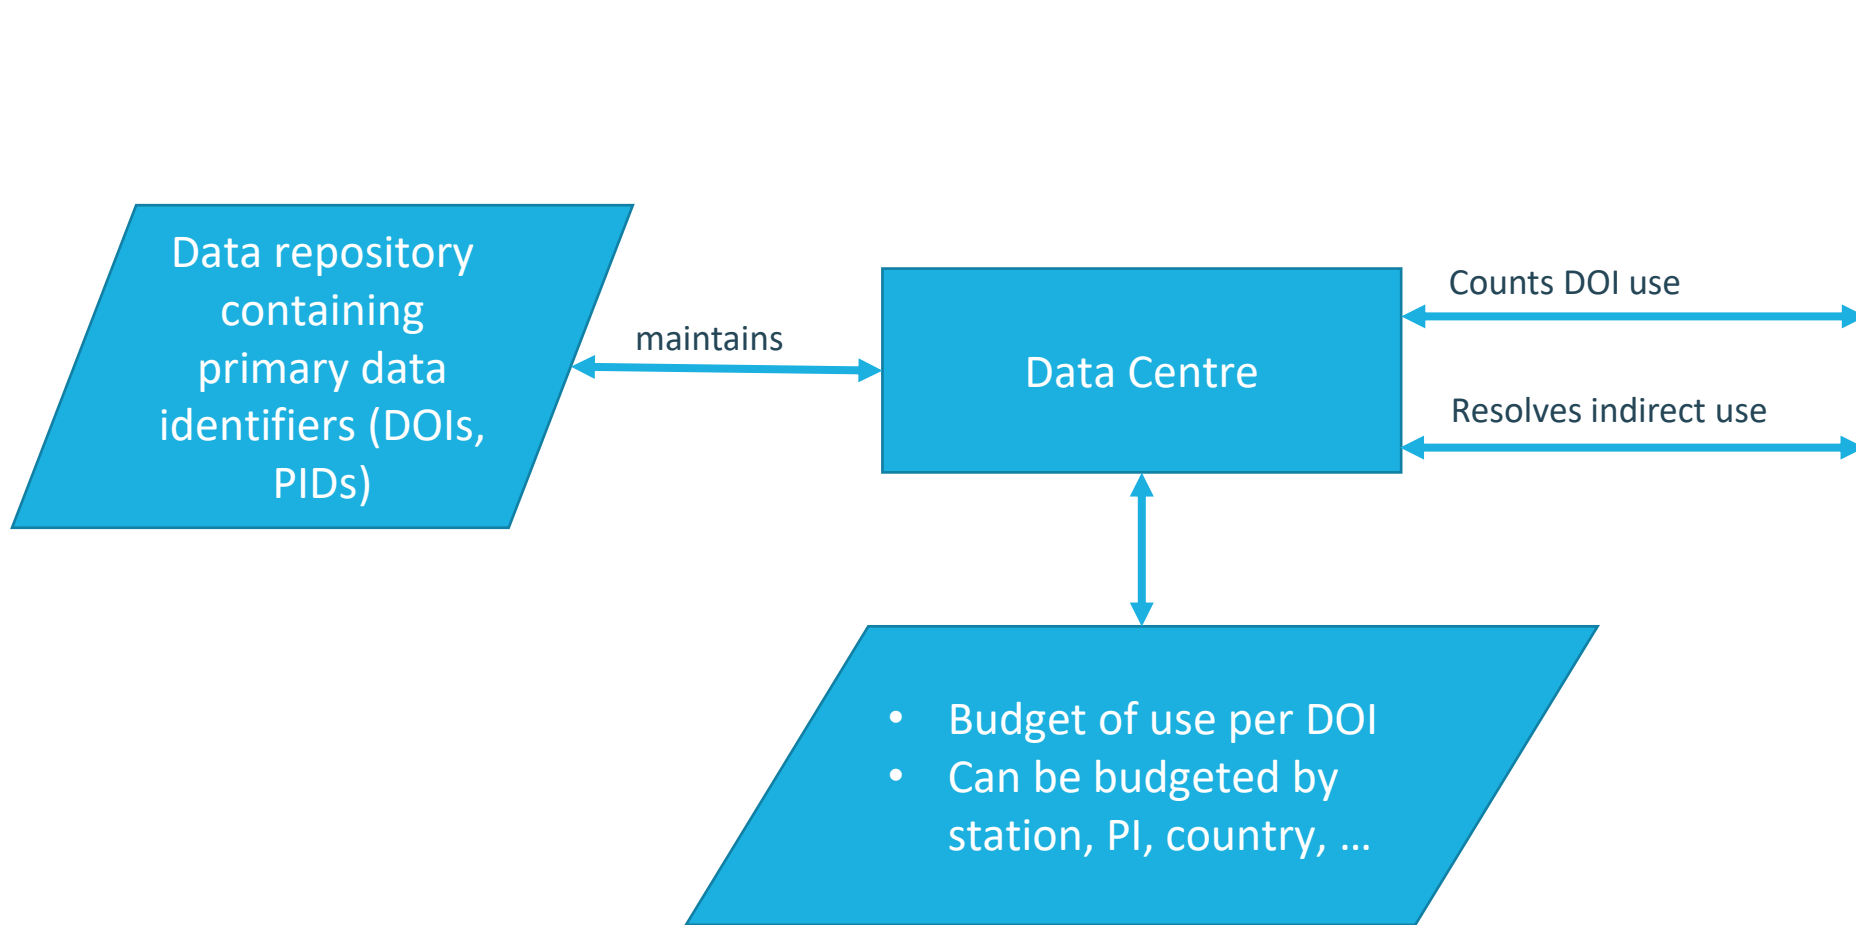 Data repository
containing
primary data
identifiers (DOIs,
PIDs)
maintains
Data Centre
Counts DOI use
Resolves indirect use
• Budget of use per DOI
• Can be budgeted by
station, PI, country, ...